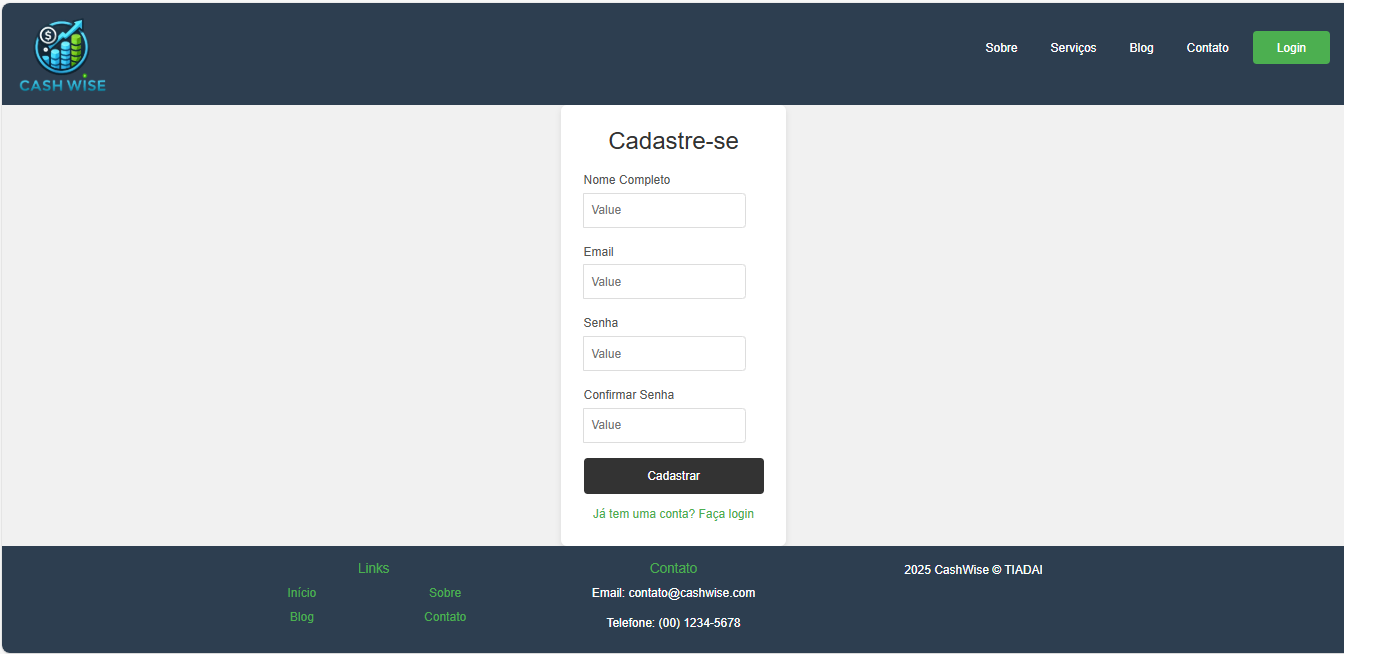 $
CASH WISE
Sobre Serviços Blog Contato Login
Cadastre-se
Nome Completo
Value
Email
Value
Senha
Value
Confirmar Senha
Value
Cadastrar
Já tem uma conta? Faça login
Links
Início Sobre
Blog Contato
Contato
Email: contato@cashwise.com
Telefone: (00) 1234-5678
2025 CashWise © TIADAI